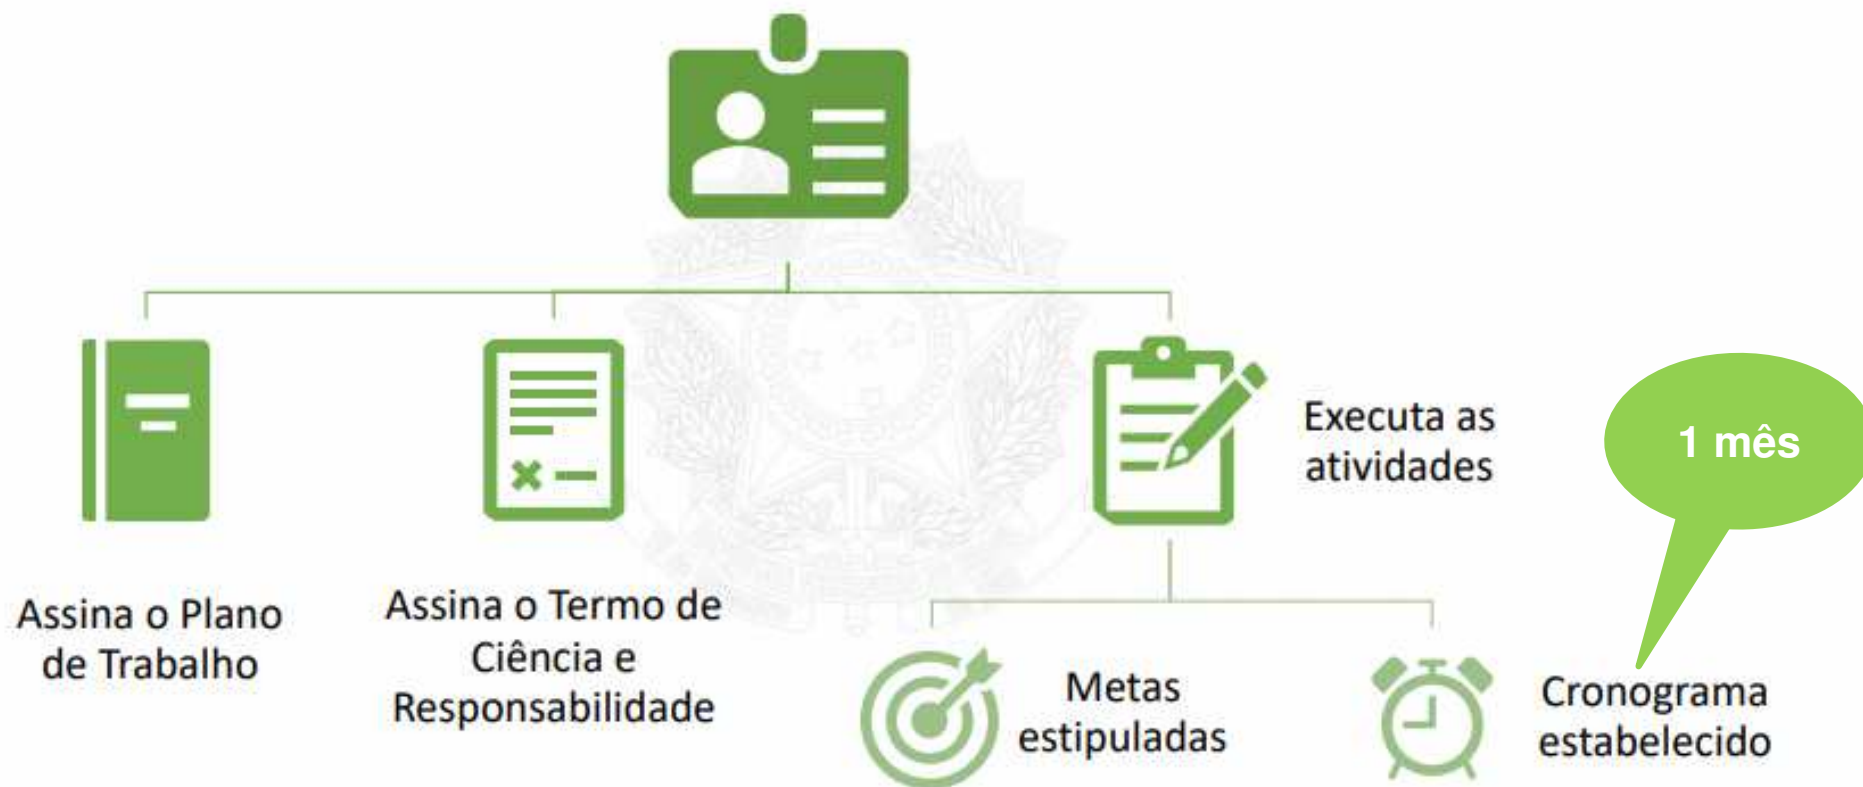 Assina o Plano
de Trabalho
Assina o Termo de
Ciência e
Responsabilidade
Executa as
atividades
Metas
estipuladas
Cronograma
estabelecido
1 mês